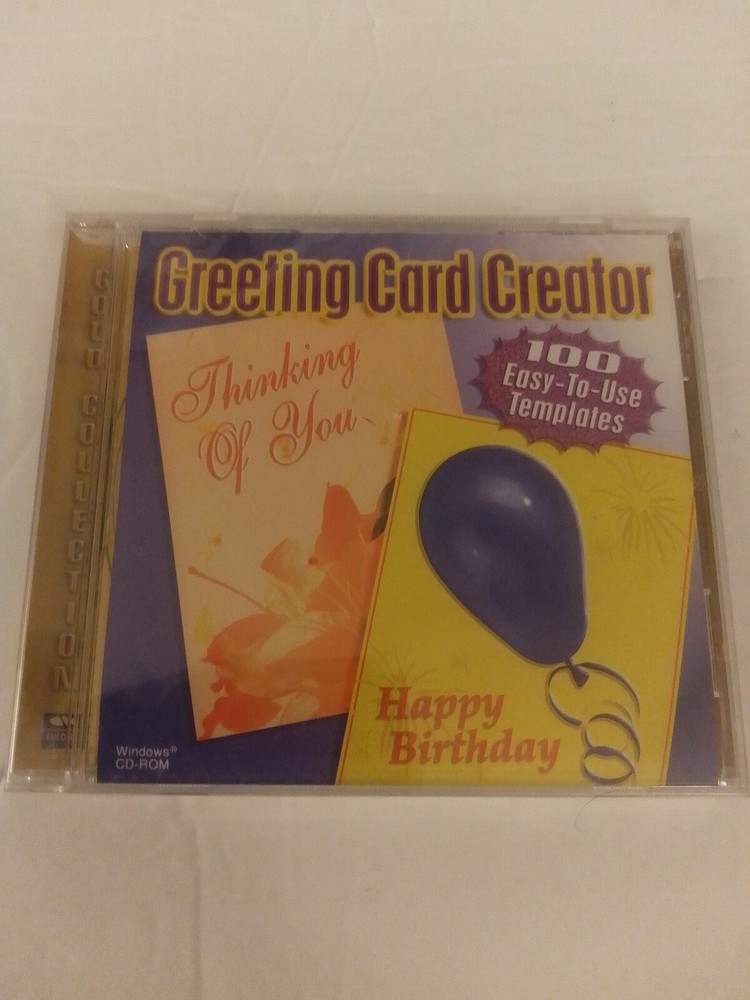 Greeting Card Creator
100
Easy-To-Use
Templates
Thinking
Of You
Happy
Birthday
Windows®
CD-ROM
GOLD COLLECTION